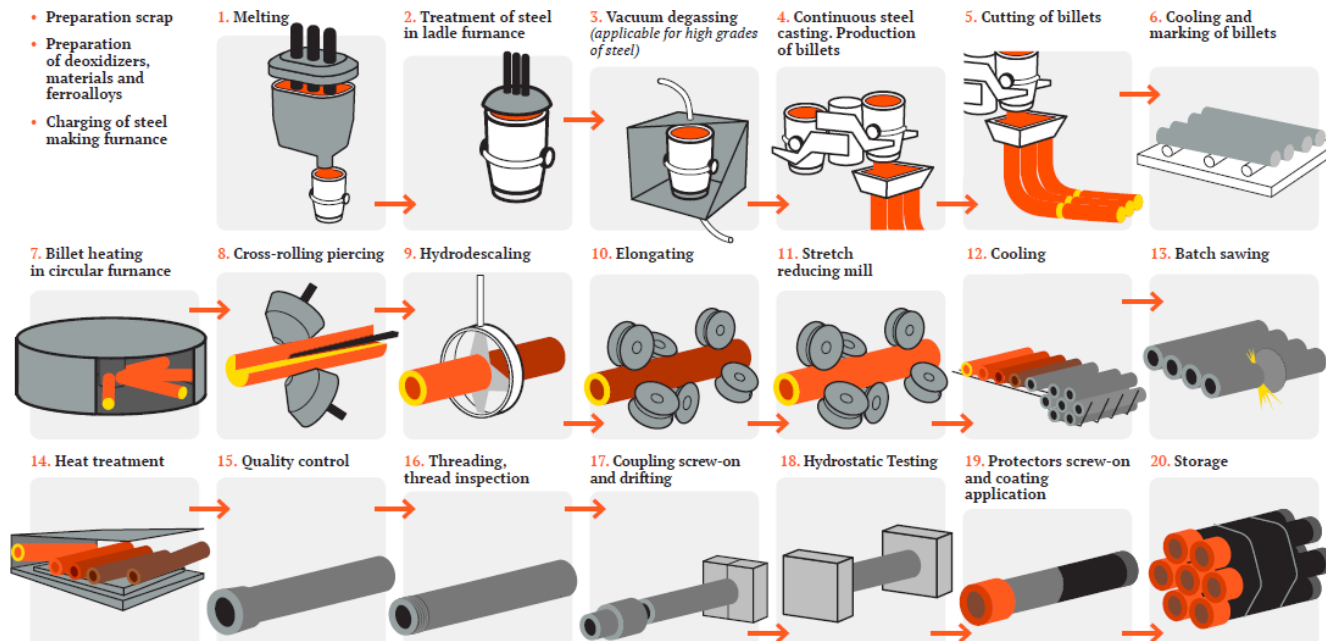 • Preparation scrap
• Preparation
of deoxidizers,
materials and
ferroalloys
• Charging of steel
making furnance
1. Melting
2. Treatment of steel
in ladle furnance
3. Vacuum degassing
(applicable for high grades
of steel)
4. Continuous steel
casting. Production
of billets
5. Cutting of billets
6. Cooling and
marking of billets
7. Billet heating
in circular furnance
8. Cross-rolling piercing
9. Hydrodescaling
10. Elongating
11. Stretch
reducing mill
12. Cooling
13. Batch sawing
14. Heat treatment
15. Quality control
16. Threading,
thread inspection
17. Coupling screw-on
and drifting
18. Hydrostatic Testing
19. Protectors screw-on
and coating
application
20. Storage